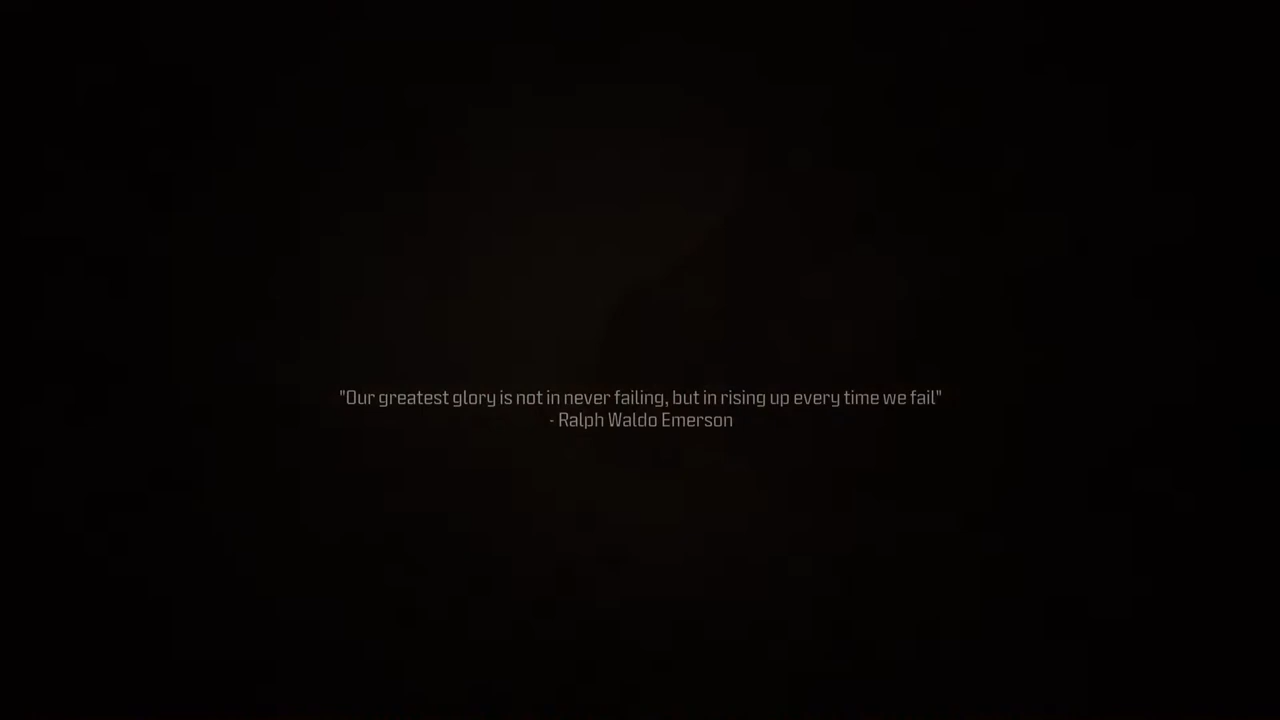 "Our greatest glory is not in never failing, but in rising up every time we fail"
- Ralph Waldo Emerson